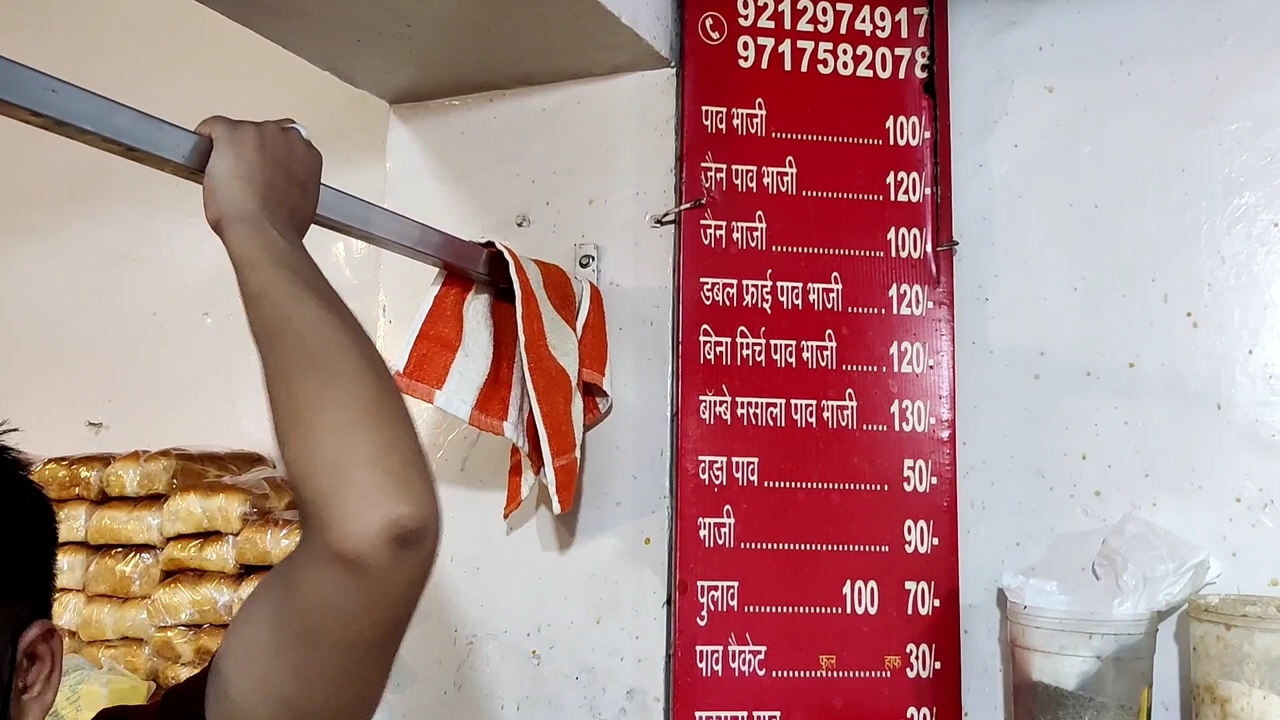 9212974917
9717582078
पाव भाजी ..................... 100/-
जैन पाव भाजी ............... 120/-
जैन भाजी ..................... 100/-
डबल फ्राई पाव भाजी ....... 120/-
बिना मिर्च पाव भाजी ........ 120/-
बॉम्बे मसाला पाव भाजी ..... 130/-
वड़ा पाव ....................... 50/-
भाजी ............................ 90/-
पुलाव ..................100 70/-
पाव पैकेट ...................... 30/-
फुल हाफ